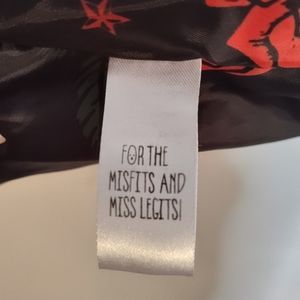 FOR THE
MISFITS AND
MISS LEGITS!